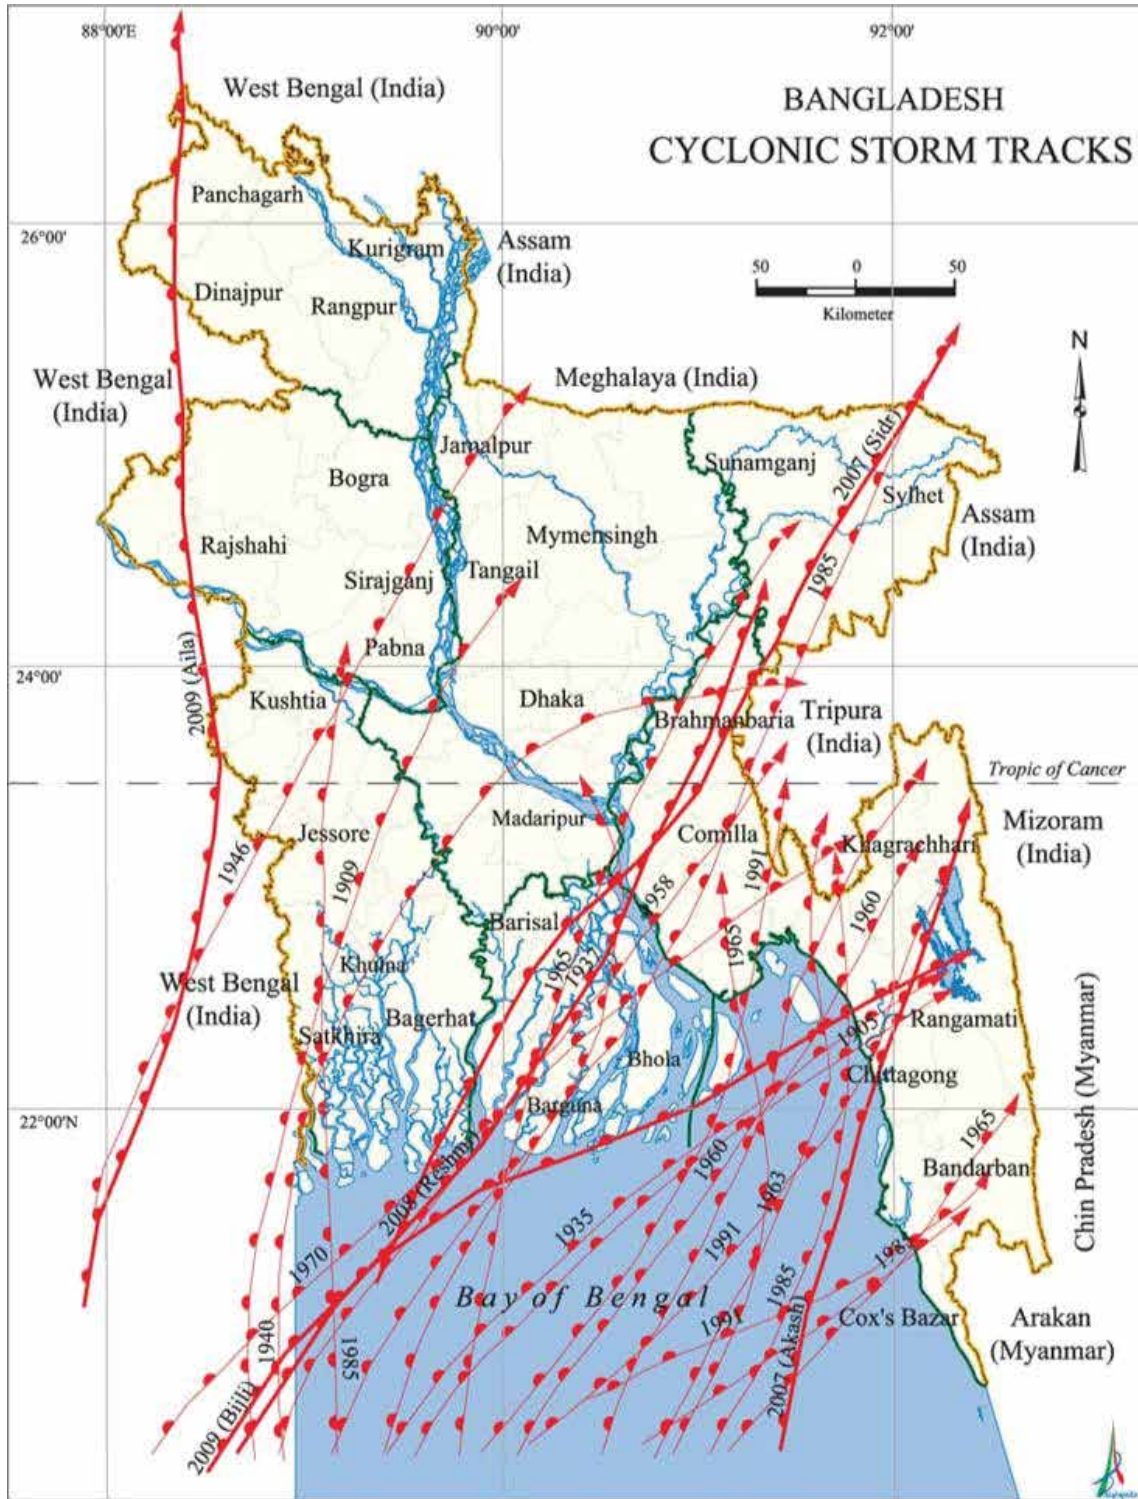 88°00'E
90°00'
92°00'
West Bengal (India)
BANGLADESH
CYCLONIC STORM TRACKS
Panchagarh
26°00'
Kurigram
Assam
(India)
50 0 50
Kilometer
Dinajpur
Rangpur
N
West Bengal
(India)
Meghalaya (India)
Jamalpur
2007 (Sidr)
Sunamganj
Bogra
Sylhet
Mymensingh
Assam
(India)
Rajshahi
Sirajganj
Tangail
1985
Pabna
24°00'
2009 (Aila)
Kushtia
Dhaka
Brahmanbaria
Tripura
(India)
Tropic of Cancer
Madaripur
Jessore
Comilla
Mizoram
(India)
Khagrachhari
1946
1909
1991
1958
1960
Barisal
1965
1965
Khulna
West Bengal
(India)
Bagerhat
Rangamati
Satkhira
1905
Bhola
Chittagong
Barguna
22°00'N
Chin Pradesh (Myanmar)
1965
2008 (Reshmi)
1960
Bandarban
1963
1935
1991
1970
Bay of Bengal
1985
1991
Cox's Bazar
Arakan
(Myanmar)
1940
1985
2007 (Akash)
2009 (Bijli)